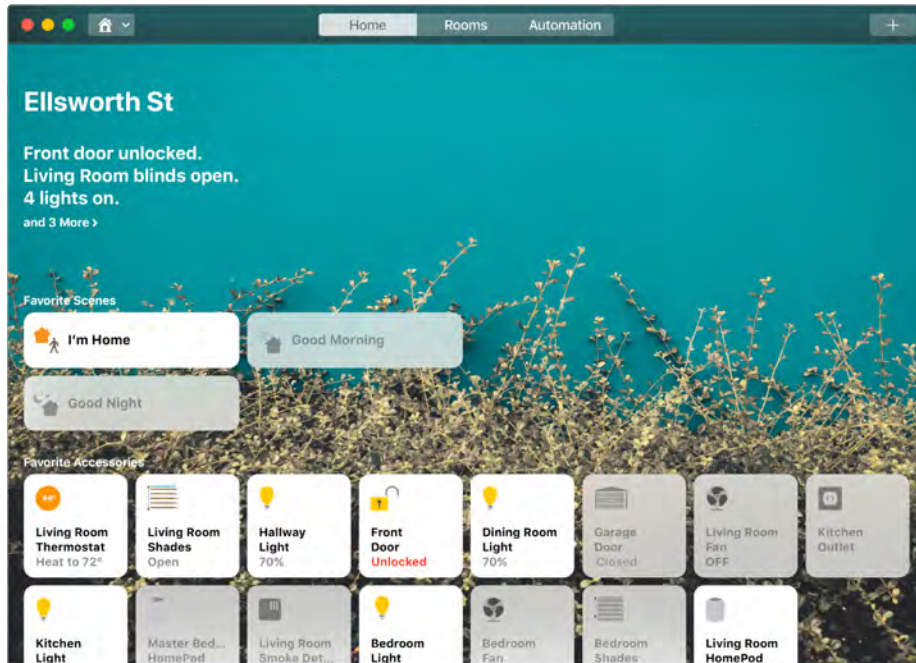 Home Rooms Automation
Ellsworth St
Front door unlocked.
Living Room blinds open.
4 lights on.
and 3 More >
Favorite Scenes
I'm Home
Good Morning
Good Night
Favorite Accessories
Living Room
Thermostat
Heat to 72°
Living Room
Shades
Open
Hallway
Light
70%
Front
Door
Unlocked
Dining Room
Light
70%
Garage
Door
Closed
Living Room
Fan
OFF
Kitchen
Outlet
Kitchen
Light
Master Bed...
HomePod
Living Room
Smoke Det...
Bedroom
Light
Bedroom
Fan
Bedroom
Shades
Living Room
HomePod